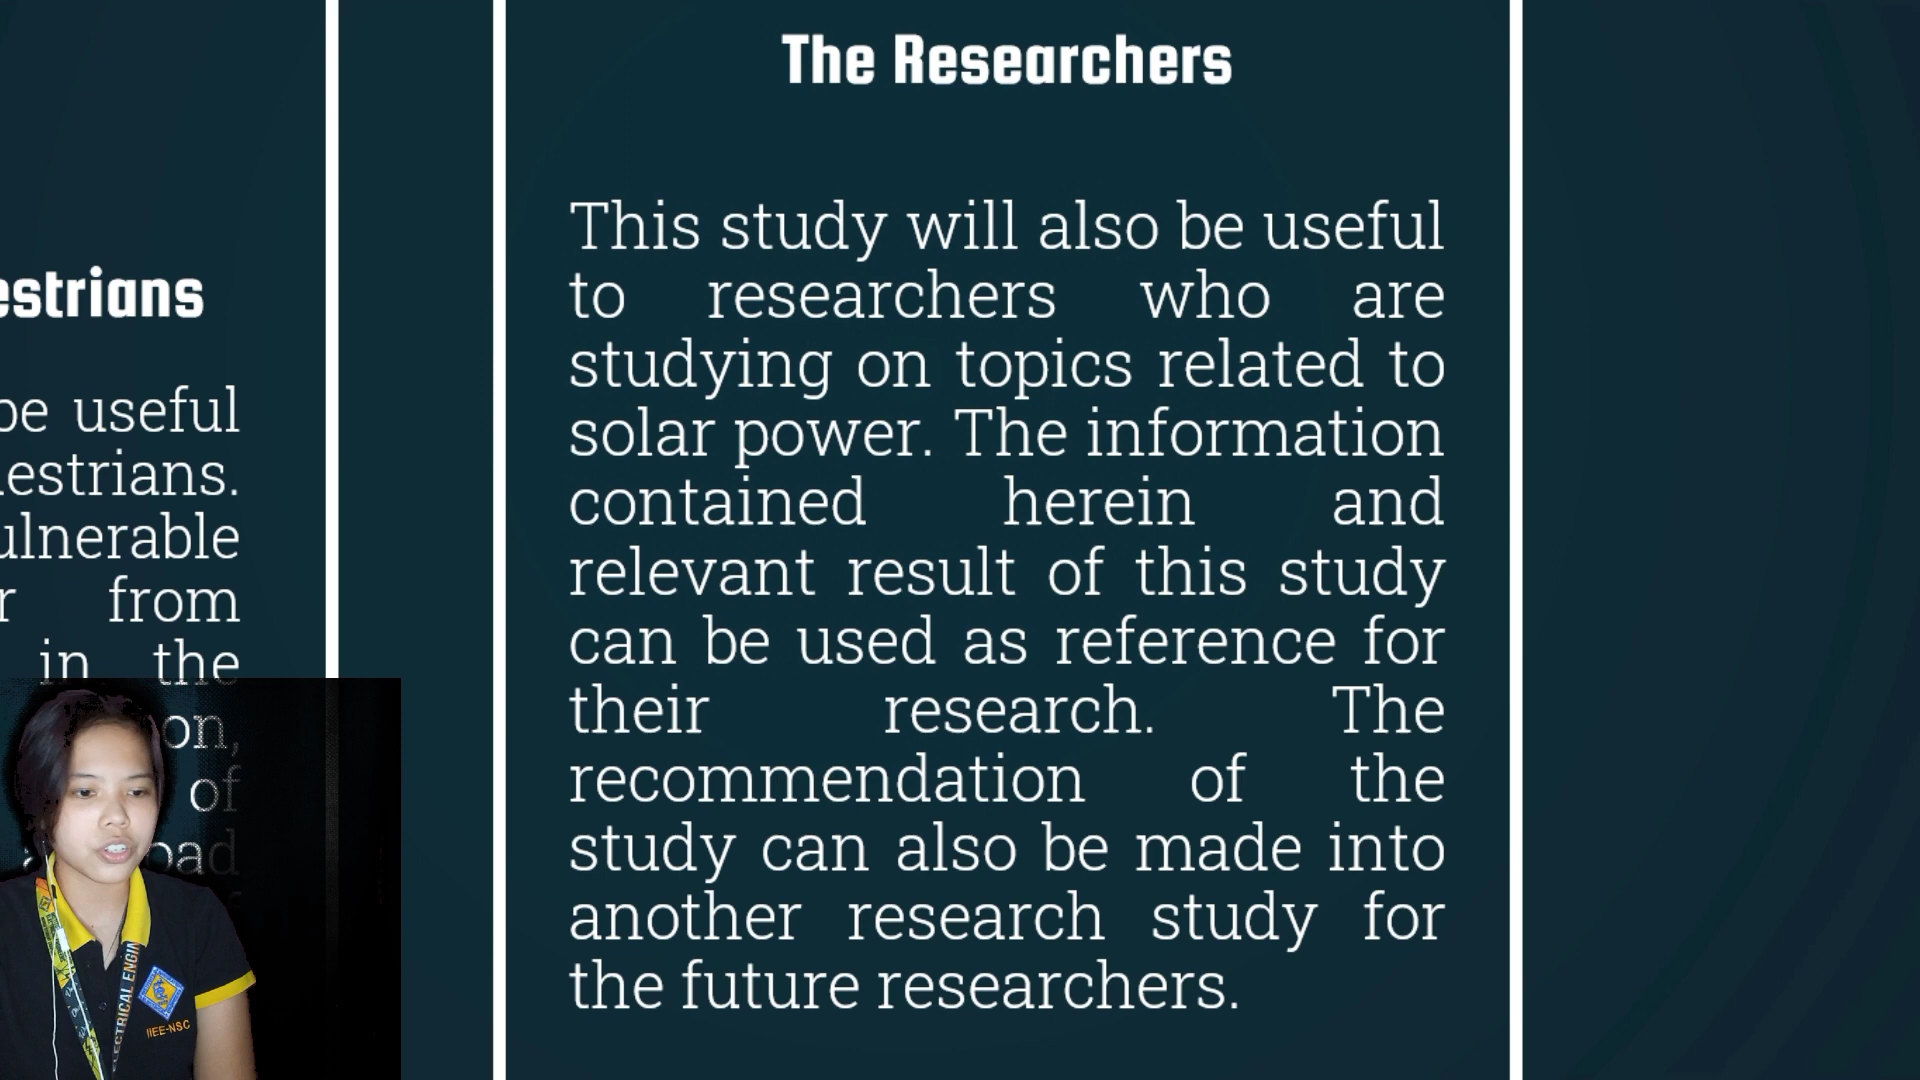 The Researchers
This study will also be useful
to researchers who are
studying on topics related to
solar power. The information
contained herein and
relevant result of this study
can be used as reference for
their research. The
recommendation of the
study can also be made into
another research study for
the future researchers.
estrians
be useful
estrians.
ulnerable
r from
in the
on,
of
oad
ELECTRICAL ENGIN
IIEE-NSC